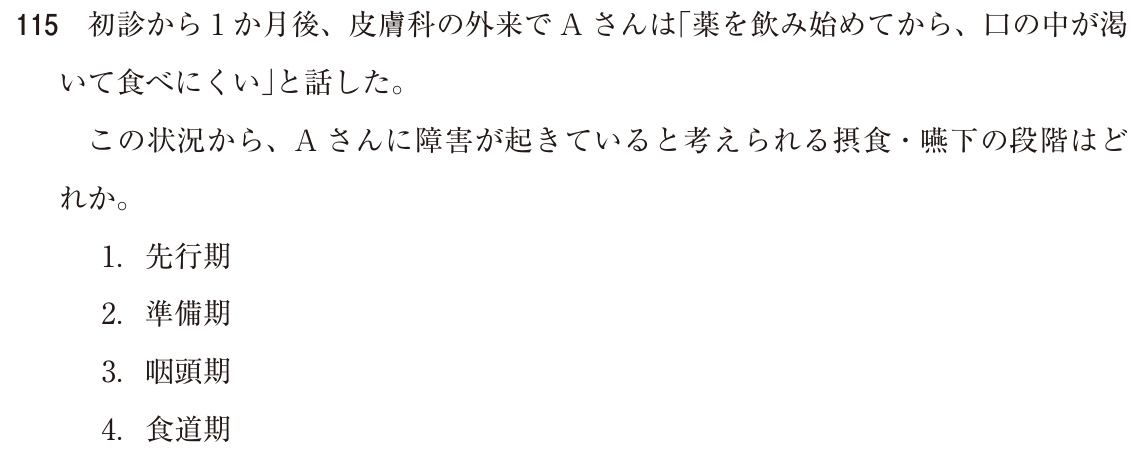 115 初診から1か月後、皮膚科の外来でAさんは「薬を飲み始めてから、口の中が渇
いて食べにくい」と話した。
この状況から、Aさんに障害が起きていると考えられる摂食・嚥下の段階はど
れか。
1. 先行期
2. 準備期
3. 咽頭期
4. 食道期